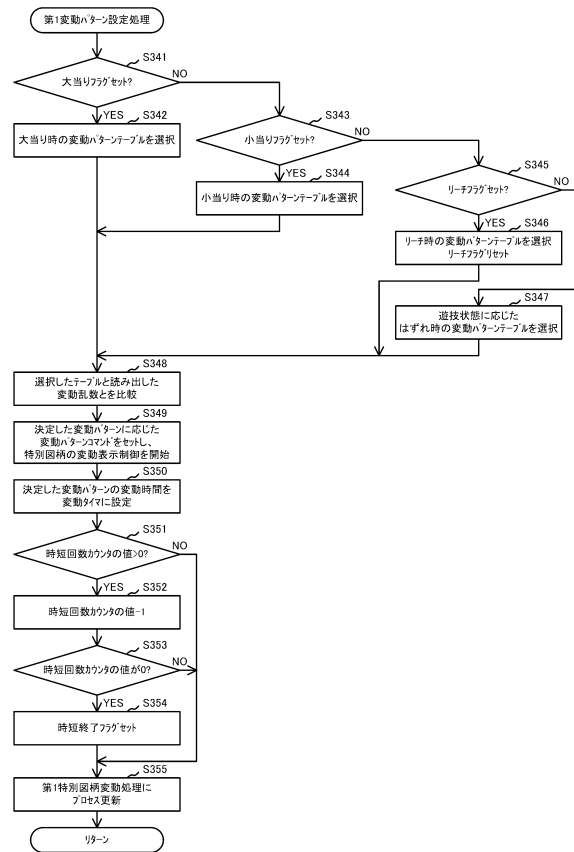 第1変動パターン設定処理
S341
大当りフラグセット?
NO
YES
S342
大当り時の変動パターンテーブルを選択
S343
小当りフラグセット?
NO
YES
S344
小当り時の変動パターンテーブルを選択
S345
リーチフラグセット?
NO
YES
S346
リーチ時の変動パターンテーブルを選択
リーチフラグリセット
S347
遊技状態に応じた
はずれ時の変動パターンテーブルを選択
S348
選択したテーブルと読み出した
変動乱数とを比較
S349
決定した変動パターンに応じた
変動パターンコマンドをセットし、
特別図柄の変動表示制御を開始
S350
決定した変動パターンの変動時間を
変動タイマに設定
S351
時短回数カウンタの値>0?
NO
YES
S352
時短回数カウンタの値-1
S353
時短回数カウンタの値が0?
NO
YES
S354
時短終了フラグセット
S355
第1特別図柄変動処理に
プロセス更新
リターン